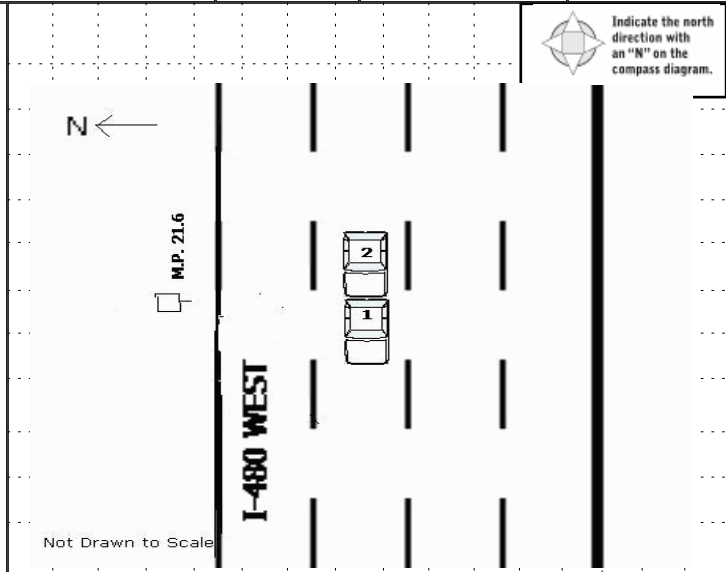 Indicate the north
direction with
an “N” on the
compass diagram.
N
M.P. 21.6
2
1
I-480 WEST
Not Drawn to Scale